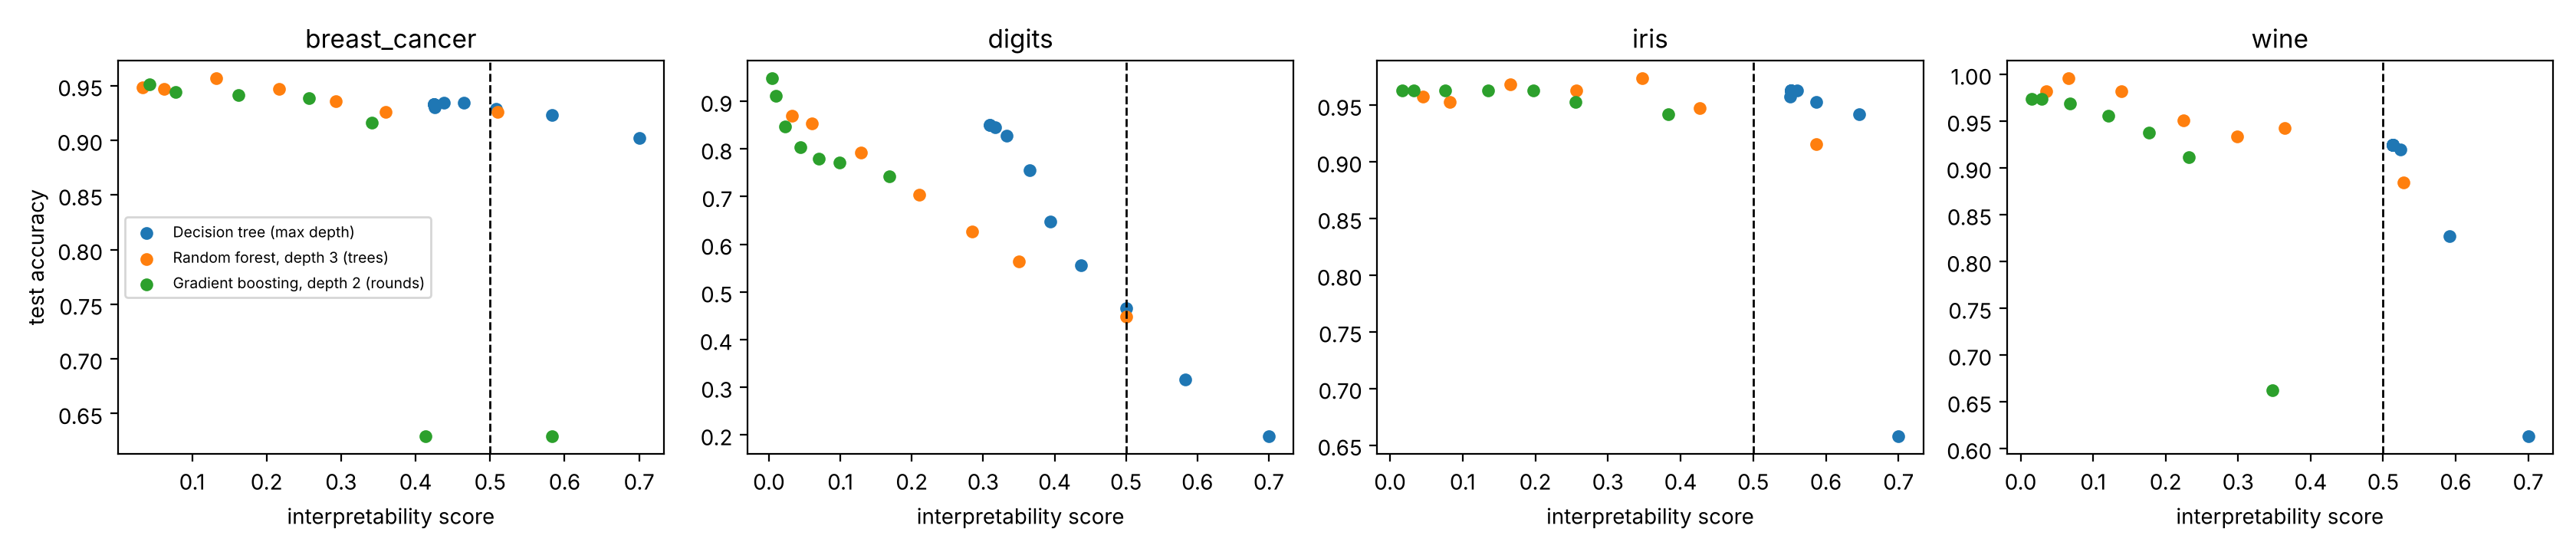 breast_cancer
test accuracy
0.95
0.90
0.85
0.80
0.75
0.70
0.65
Decision tree (max depth)
Random forest, depth 3 (trees)
Gradient boosting, depth 2 (rounds)
0.1 0.2 0.3 0.4 0.5 0.6 0.7
interpretability score
digits
0.9
0.8
0.7
0.6
0.5
0.4
0.3
0.2
0.0 0.1 0.2 0.3 0.4 0.5 0.6 0.7
interpretability score
iris
0.95
0.90
0.85
0.80
0.75
0.70
0.65
0.0 0.1 0.2 0.3 0.4 0.5 0.6 0.7
interpretability score
wine
1.00
0.95
0.90
0.85
0.80
0.75
0.70
0.65
0.60
0.0 0.1 0.2 0.3 0.4 0.5 0.6 0.7
interpretability score